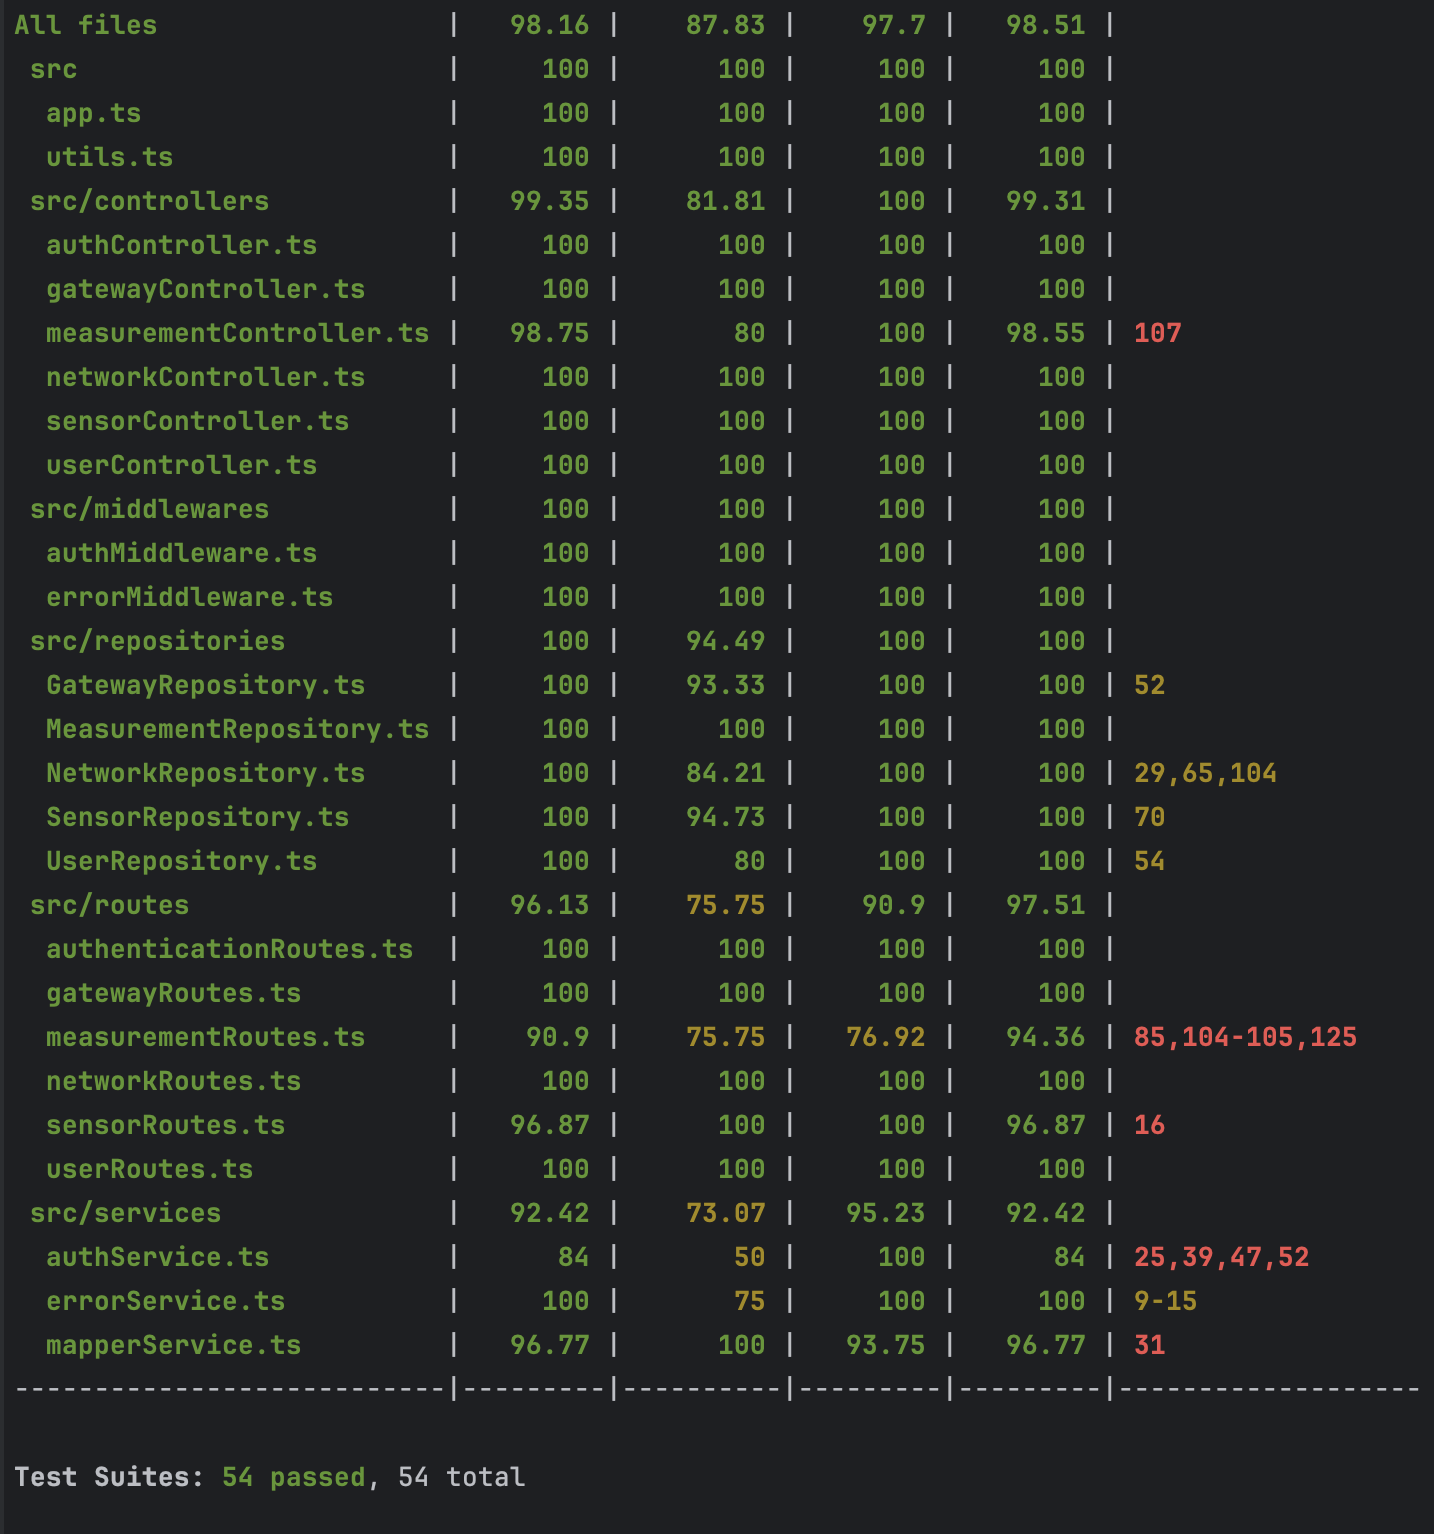 All files | 98.16 | 87.83 | 97.7 | 98.51 |
src | 100 | 100 | 100 | 100 |
app.ts | 100 | 100 | 100 | 100 |
utils.ts | 100 | 100 | 100 | 100 |
src/controllers | 99.35 | 81.81 | 100 | 99.31 |
authController.ts | 100 | 100 | 100 | 100 |
gatewayController.ts | 100 | 100 | 100 | 100 |
measurementController.ts | 98.75 | 80 | 100 | 98.55 | 107
networkController.ts | 100 | 100 | 100 | 100 |
sensorController.ts | 100 | 100 | 100 | 100 |
userController.ts | 100 | 100 | 100 | 100 |
src/middlewares | 100 | 100 | 100 | 100 |
authMiddleware.ts | 100 | 100 | 100 | 100 |
errorMiddleware.ts | 100 | 100 | 100 | 100 |
src/repositories | 100 | 94.49 | 100 | 100 |
GatewayRepository.ts | 100 | 93.33 | 100 | 100 | 52
MeasurementRepository.ts | 100 | 100 | 100 | 100 |
NetworkRepository.ts | 100 | 84.21 | 100 | 100 | 29,65,104
SensorRepository.ts | 100 | 94.73 | 100 | 100 | 70
UserRepository.ts | 100 | 80 | 100 | 100 | 54
src/routes | 96.13 | 75.75 | 90.9 | 97.51 |
authenticationRoutes.ts | 100 | 100 | 100 | 100 |
gatewayRoutes.ts | 100 | 100 | 100 | 100 |
measurementRoutes.ts | 90.9 | 75.75 | 76.92 | 94.36 | 85,104-105,125
networkRoutes.ts | 100 | 100 | 100 | 100 |
sensorRoutes.ts | 96.87 | 100 | 100 | 96.87 | 16
userRoutes.ts | 100 | 100 | 100 | 100 |
src/services | 92.42 | 73.07 | 95.23 | 92.42 |
authService.ts | 84 | 50 | 100 | 84 | 25,39,47,52
errorService.ts | 100 | 75 | 100 | 100 | 9-15
mapperService.ts | 96.77 | 100 | 93.75 | 96.77 | 31
---------------------------|---------|----------|---------|---------|-------------------
Test Suites: 54 passed, 54 total